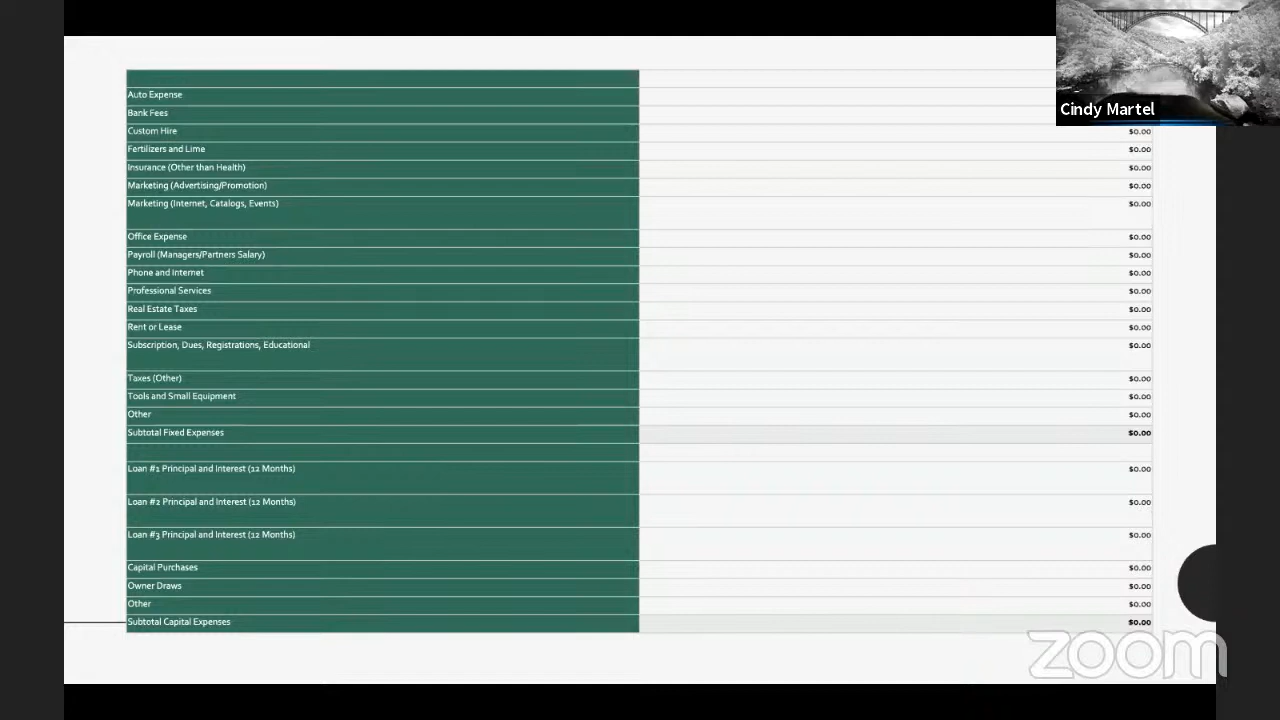 Cindy Martel
Auto Expense
Bank Fees
Custom Hire $0.00
Fertilizers and Lime $0.00
Insurance (Other than Health) $0.00
Marketing (Advertising/Promotion) $0.00
Marketing (Internet, Catalogs, Events) $0.00
Office Expense $0.00
Payroll (Managers/Partners Salary) $0.00
Phone and Internet $0.00
Professional Services $0.00
Real Estate Taxes $0.00
Rent or Lease $0.00
Subscription, Dues, Registrations, Educational $0.00
Taxes (Other) $0.00
Tools and Small Equipment $0.00
Other $0.00
Subtotal Fixed Expenses $0.00
Loan #1 Principal and Interest (12 Months) $0.00
Loan #2 Principal and Interest (12 Months) $0.00
Loan #3 Principal and Interest (12 Months) $0.00
Capital Purchases $0.00
Owner Draws $0.00
Other $0.00
Subtotal Capital Expenses $0.00
zoom